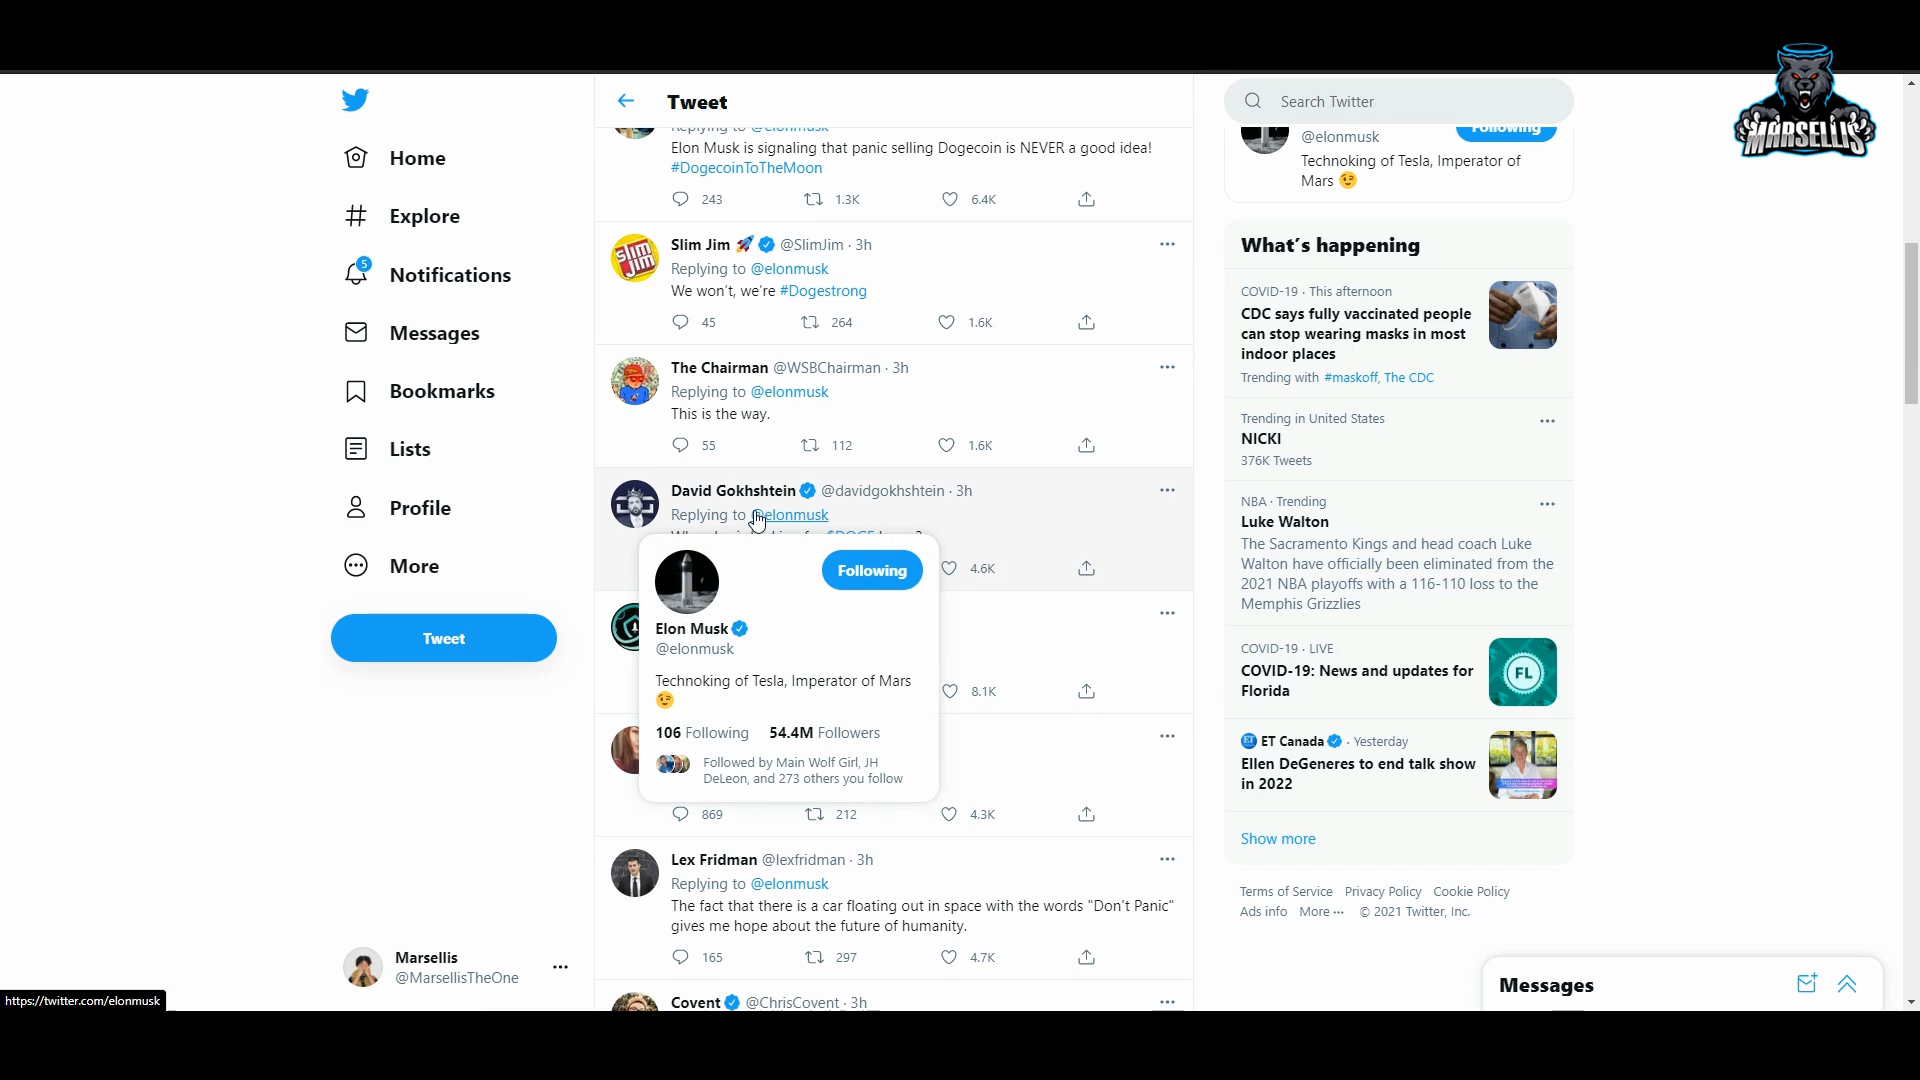 Home
Explore
5
Notifications
Messages
Bookmarks
Lists
Profile
More
Tweet
Marsellis
@MarsellisTheOne
https://twitter.com/elonmusk
Tweet
Replying to @elonmusk
Elon Musk is signaling that panic selling Dogecoin is NEVER a good idea!
#DogecoinToTheMoon
243 1.3K 6.4K
SLIM JIM
Slim Jim 🚀 @SlimJim · 3h
Replying to @elonmusk
We won't, we're #Dogestrong
45 264 1.6K
The Chairman @WSBChairman · 3h
Replying to @elonmusk
This is the way.
55 112 1.6K
David Gokhshtein @davidgokhshtein · 3h
Replying to @elonmusk
4.6K
Following
Elon Musk
@elonmusk
Technoking of Tesla, Imperator of Mars
😉
106 Following 54.4M Followers
Followed by Main Wolf Girl, JH
DeLeon, and 273 others you follow
8.1K
869 212 4.3K
Lex Fridman @lexfridman · 3h
Replying to @elonmusk
The fact that there is a car floating out in space with the words "Don't Panic"
gives me hope about the future of humanity.
165 297 4.7K
Covent @ChrisCovent · 3h
Search Twitter
MARSELLIS
@elonmusk
Following
Technoking of Tesla, Imperator of
Mars 😉
What's happening
COVID-19 · This afternoon
CDC says fully vaccinated people
can stop wearing masks in most
indoor places
Trending with #maskoff, The CDC
Trending in United States
NICKI
376K Tweets
NBA · Trending
Luke Walton
The Sacramento Kings and head coach Luke
Walton have officially been eliminated from the
2021 NBA playoffs with a 116-110 loss to the
Memphis Grizzlies
COVID-19 · LIVE
COVID-19: News and updates for
Florida
FL
ET ET Canada · Yesterday
Ellen DeGeneres to end talk show
in 2022
Show more
Terms of Service Privacy Policy Cookie Policy
Ads info More ··· © 2021 Twitter, Inc.
Messages